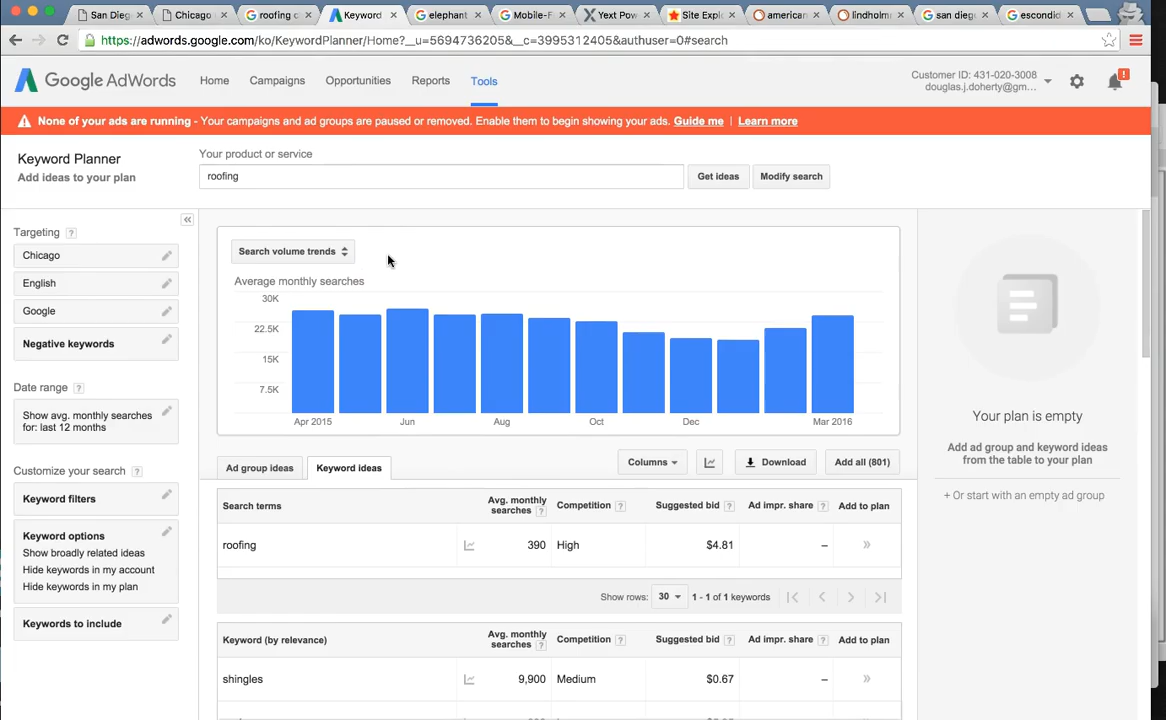 San Dieg
Chicago
roofing c
Keyword
elephant
Mobile-F
Yext Pow
Site Explo
american
lindholm
san dieg
escondid
https://adwords.google.com/ko/KeywordPlanner/Home?__u=5694736205&__c=3995312405&authuser=0#search
Google AdWords
Home
Campaigns
Opportunities
Reports
Tools
Customer ID: 431-020-3008
douglas.j.doherty@gm...
!
None of your ads are running - Your campaigns and ad groups are paused or removed. Enable them to begin showing your ads. Guide me | Learn more
Keyword Planner
Add ideas to your plan
Your product or service
roofing
Get ideas
Modify search
Targeting ?
Chicago
English
Google
Negative keywords
Date range ?
Show avg. monthly searches
for: last 12 months
Customize your search ?
Keyword filters
Keyword options
Show broadly related ideas
Hide keywords in my account
Hide keywords in my plan
Keywords to include
Search volume trends
Average monthly searches
30K
22.5K
15K
7.5K
Apr 2015
Jun
Aug
Oct
Dec
Mar 2016
Ad group ideas
Keyword ideas
Columns
Download
Add all (801)
Search terms
Avg. monthly
searches ?
Competition ?
Suggested bid ?
Ad impr. share ?
Add to plan
roofing
390
High
$4.81
–
»
Show rows:
30
1 - 1 of 1 keywords
Keyword (by relevance)
Avg. monthly
searches ?
Competition ?
Suggested bid ?
Ad impr. share ?
Add to plan
shingles
9,900
Medium
$0.67
–
»
Your plan is empty
Add ad group and keyword ideas
from the table to your plan
+ Or start with an empty ad group